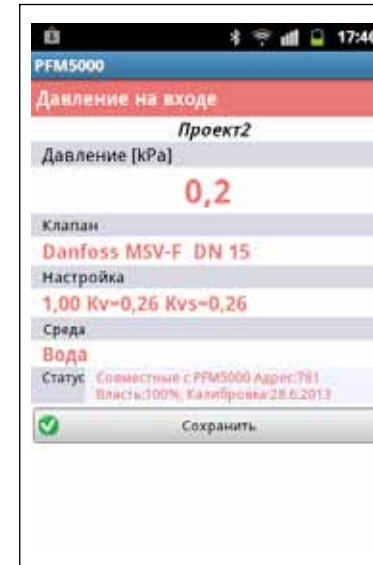 17:46
PFM5000
Давление на входе
Проект2
Давление [kPa]
0,2
Клапан
Danfoss MSV-F DN 15
Настройка
1,00 Kv=0,26 Kvs=0,26
Среда
Вода
Статус Совместные с PFM5000 Адрес:781
Власть:100%, Калибровка:28.6.2013
Сохранить